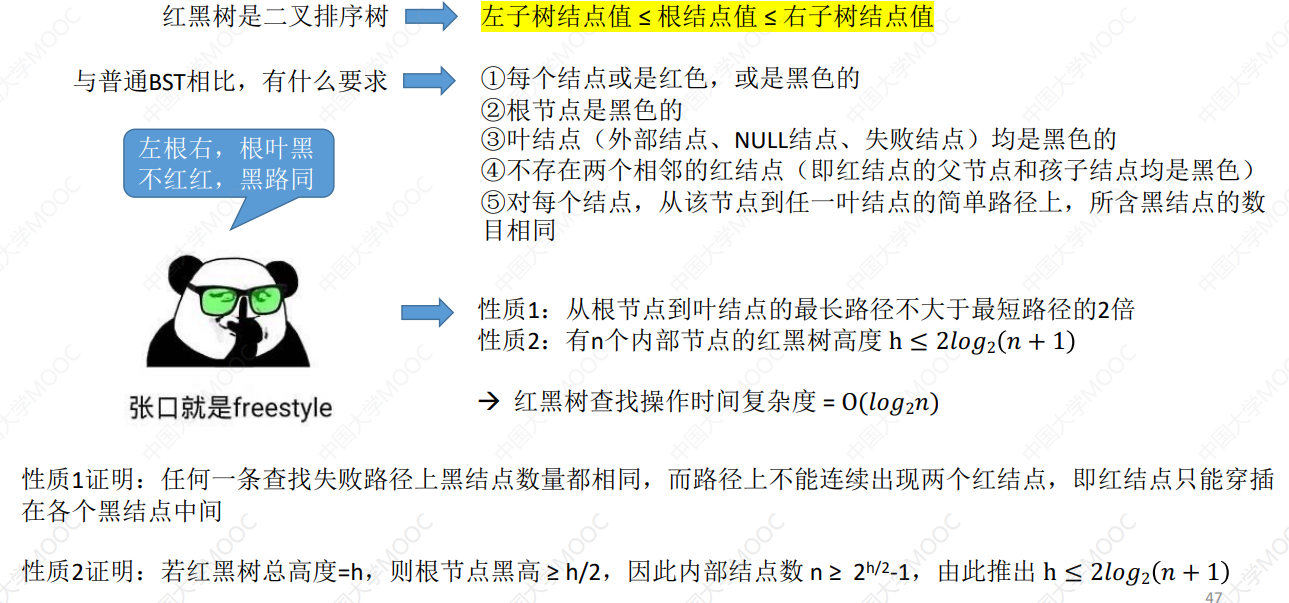 红黑树是二叉排序树
左子树结点值 ≤ 根结点值 ≤ 右子树结点值
与普通BST相比，有什么要求
①每个结点或是红色，或是黑色的
②根节点是黑色的
③叶结点（外部结点、NULL结点、失败结点）均是黑色的
④不存在两个相邻的红结点（即红结点的父节点和孩子结点均是黑色）
⑤对每个结点，从该节点到任一叶结点的简单路径上，所含黑结点的数
目相同
左根右，根叶黑
不红红，黑路同
张口就是freestyle
性质1：从根节点到叶结点的最长路径不大于最短路径的2倍
性质2：有n个内部节点的红黑树高度 h ≤ 2log₂(n + 1)
→ 红黑树查找操作时间复杂度 = O(log₂n)
性质1证明：任何一条查找失败路径上黑结点数量都相同，而路径上不能连续出现两个红结点，即红结点只能穿插
在各个黑结点中间
性质2证明：若红黑树总高度=h，则根节点黑高 ≥ h/2，因此内部结点数 n ≥ 2^(h/2)-1，由此推出 h ≤ 2log₂(n + 1)
47
中国大学MOOC